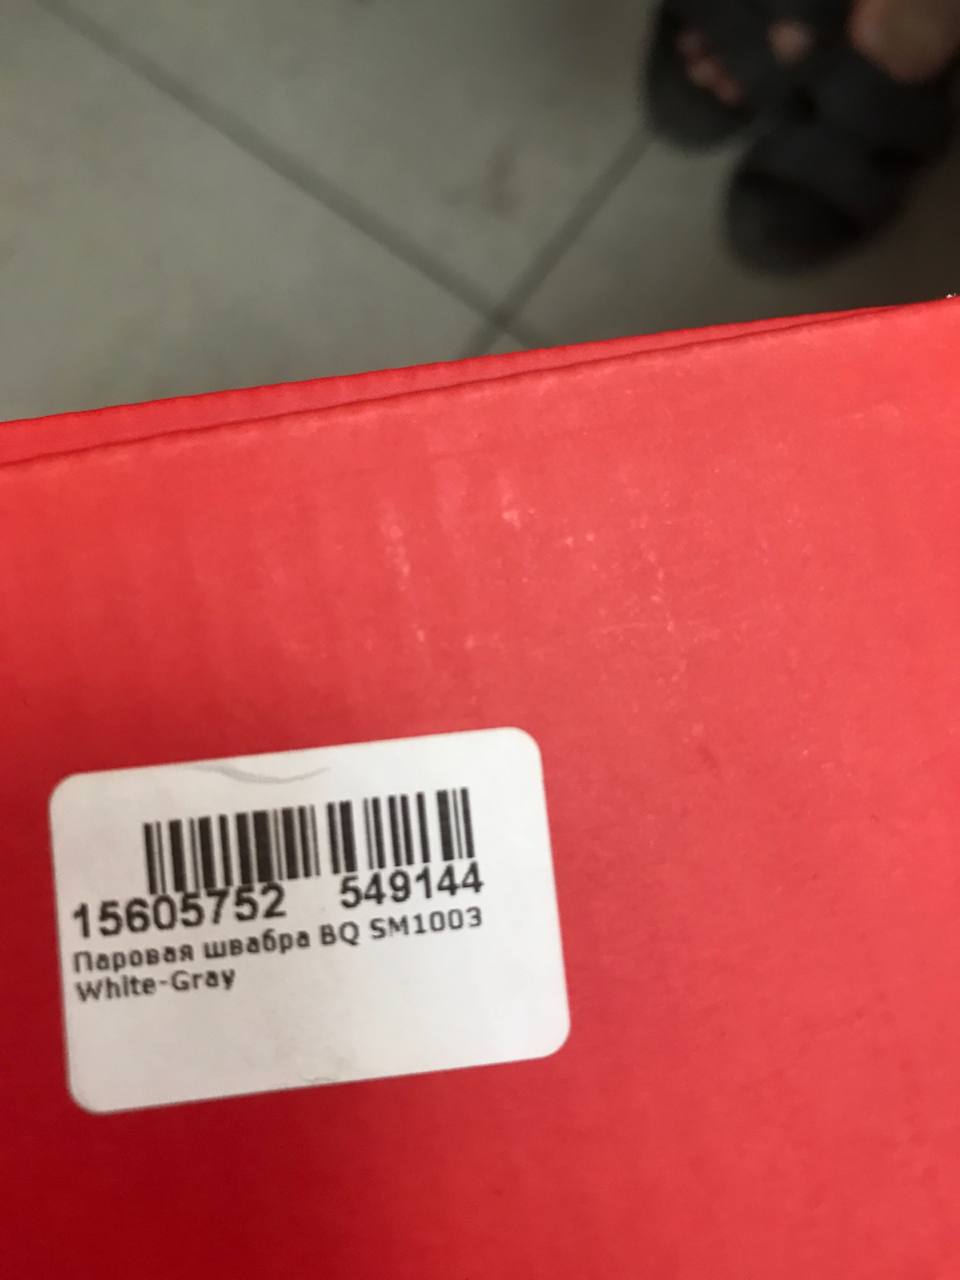 15605752 549144
Паровая швабра BQ SM1003
White-Gray